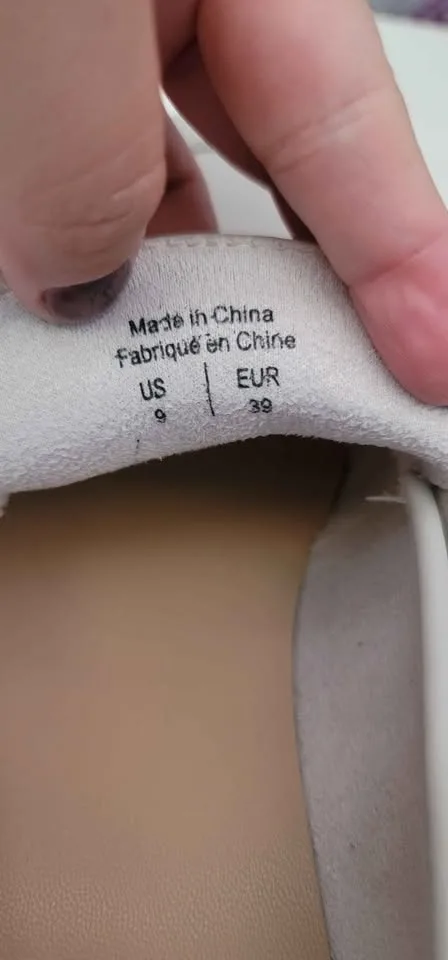 Made in China
Fabriqué en Chine
US | EUR
9 | 39